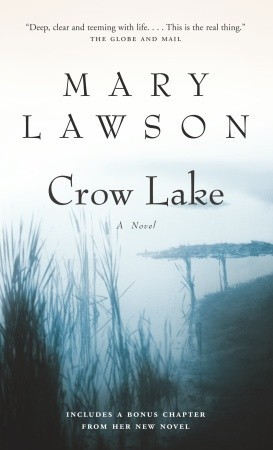 “Deep, clear and teeming with life. . . . This is the real thing.”
THE GLOBE AND MAIL
MARY
LAWSON
Crow Lake
A Novel
INCLUDES A BONUS CHAPTER
FROM HER NEW NOVEL